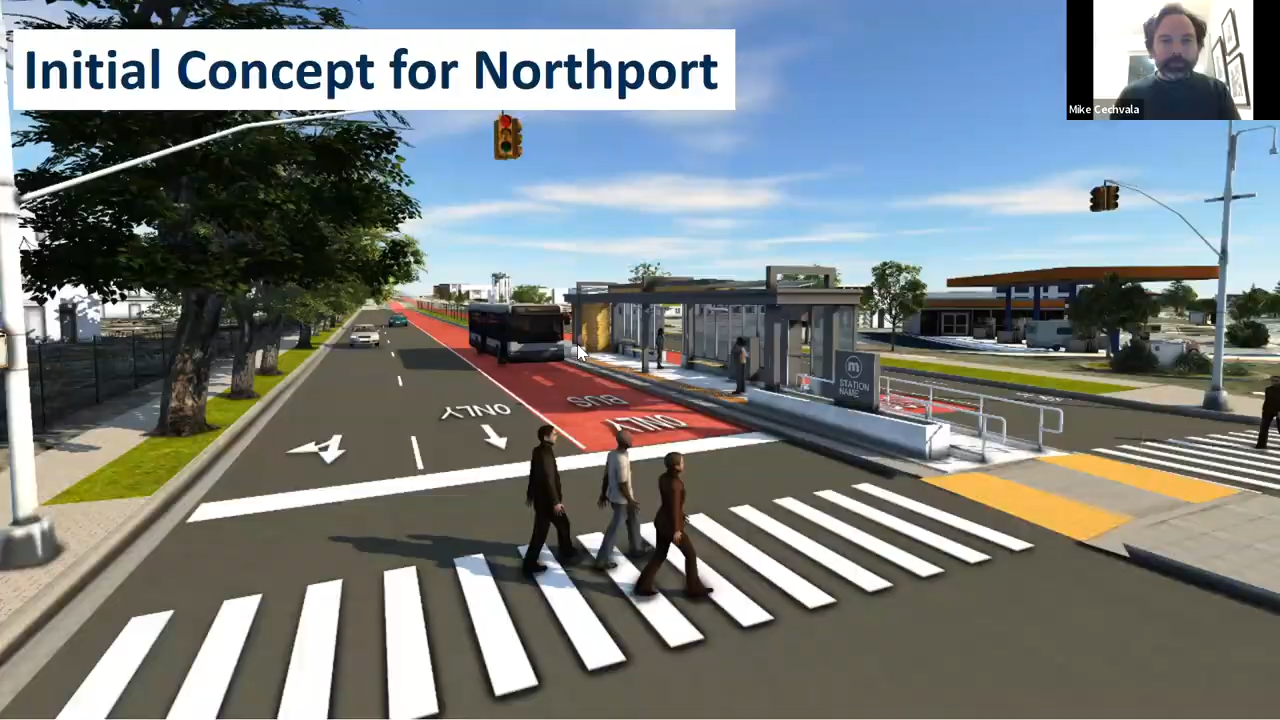 Initial Concept for Northport
Mike Cechvala
ONLY
BUS
ONLY
m
STATION
NAME